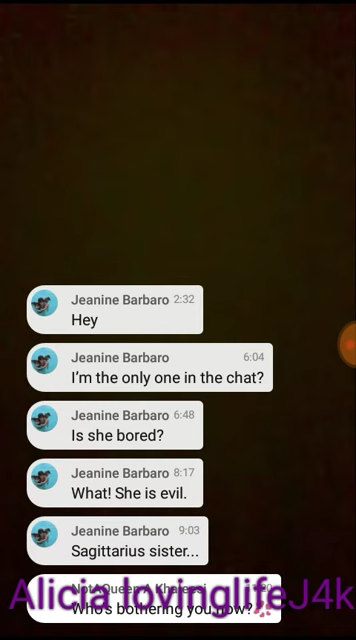 Jeanine Barbaro 2:32
Hey
Jeanine Barbaro 6:04
I'm the only one in the chat?
Jeanine Barbaro 6:48
Is she bored?
Jeanine Barbaro 8:17
What! She is evil.
Jeanine Barbaro 9:03
Sagittarius sister...
NotAQueen A Khaleesi
Alicia lovinglifeJ4k
Who's bothering you now?